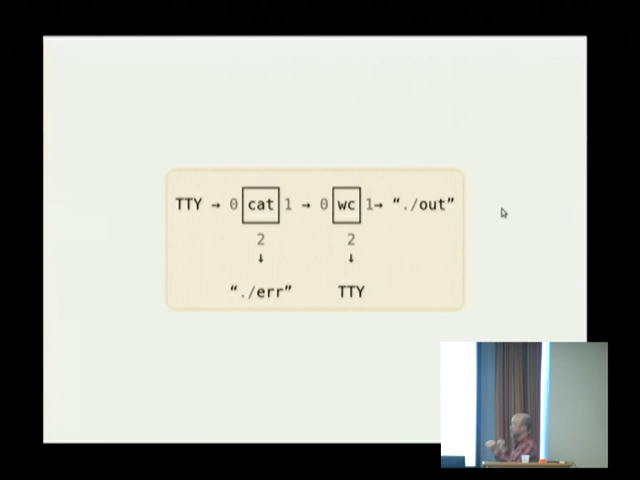 TTY → 0 cat 1 → 0 wc 1→ “./out”
2 2
↓ ↓
“./err” TTY